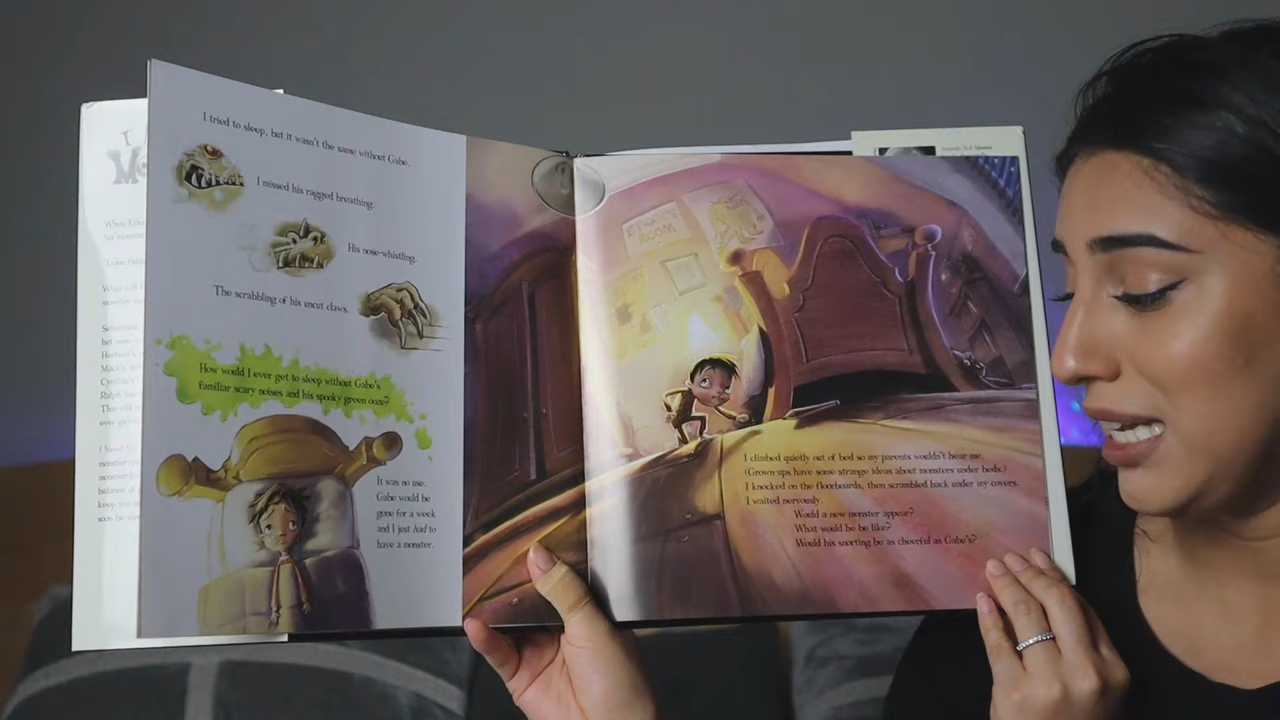 I
When Ethan
his monster
I tried to sleep, but it wasn't the same without Gabe.
I missed his ragged breathing.
His nose-whistling.
The scrabbling of his uncut claws.
How would I ever get to sleep without Gabe's
familiar scary noises and his spooky green ooze?
It was no use.
Gabe would be
gone for a week
and I just had to
have a monster.
ETHAN'S
ROOM
I climbed quietly out of bed so my parents wouldn't hear me.
(Grown-ups have some strange ideas about monsters under beds.)
I knocked on the floorboards, then scrambled back under my covers.
I waited nervously.
Would a new monster appear?
What would he be like?
Would his snorting be as cheerful as Gabe's?